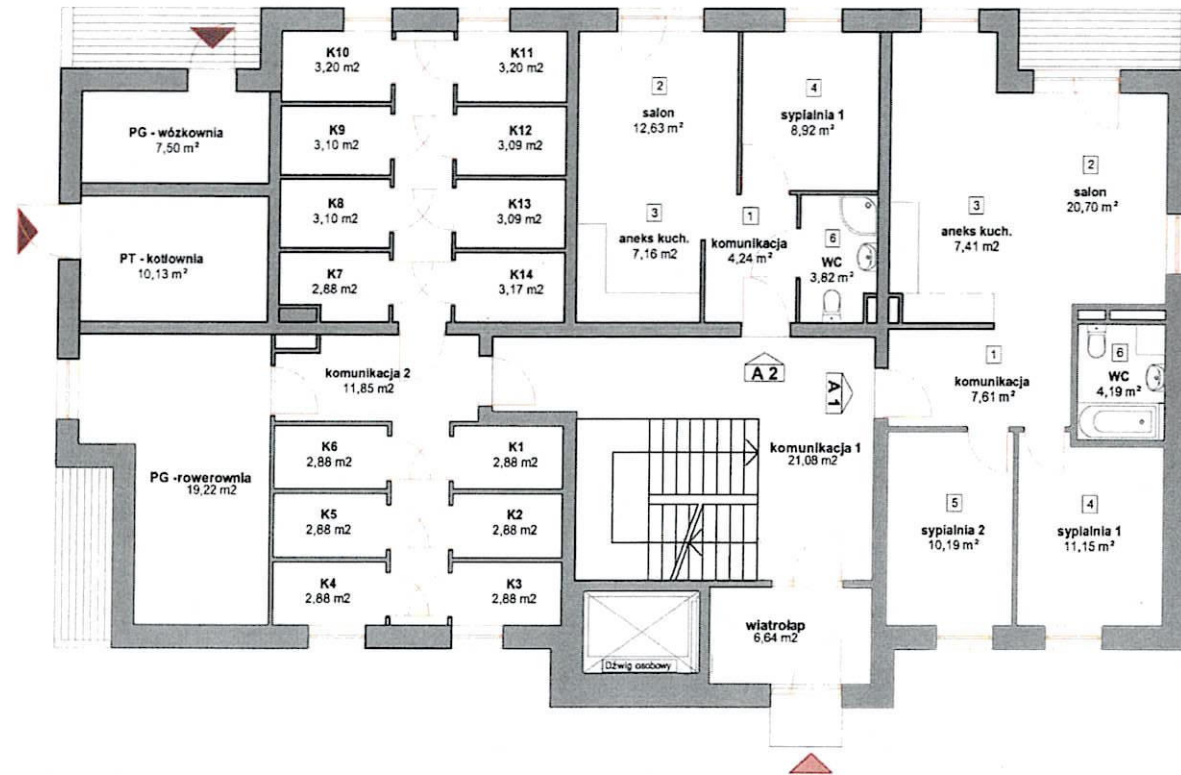 K10
3,20 m2
K11
3,20 m2
2
salon
12,63 m²
4
sypialnia 1
8,92 m²
PG - wózkownia
7,50 m²
K9
3,10 m2
K12
3,09 m2
2
salon
20,70 m²
K8
3,10 m2
K13
3,09 m2
3
aneks kuch.
7,16 m2
1
komunikacja
4,24 m²
6
WC
3,82 m²
3
aneks kuch.
7,41 m2
PT - kotłownia
10,13 m²
K7
2,88 m2
K14
3,17 m2
komunikacja 2
11,85 m²
A 2
A 1
1
komunikacja
7,61 m²
6
WC
4,19 m²
K6
2,88 m2
K1
2,88 m2
komunikacja 1
21,08 m²
PG -rowerownia
19,22 m2
K5
2,88 m2
K2
2,88 m2
5
sypialnia 2
10,19 m²
4
sypialnia 1
11,15 m²
K4
2,88 m2
K3
2,88 m2
wiatrołap
6,64 m2
Dźwig osobowy